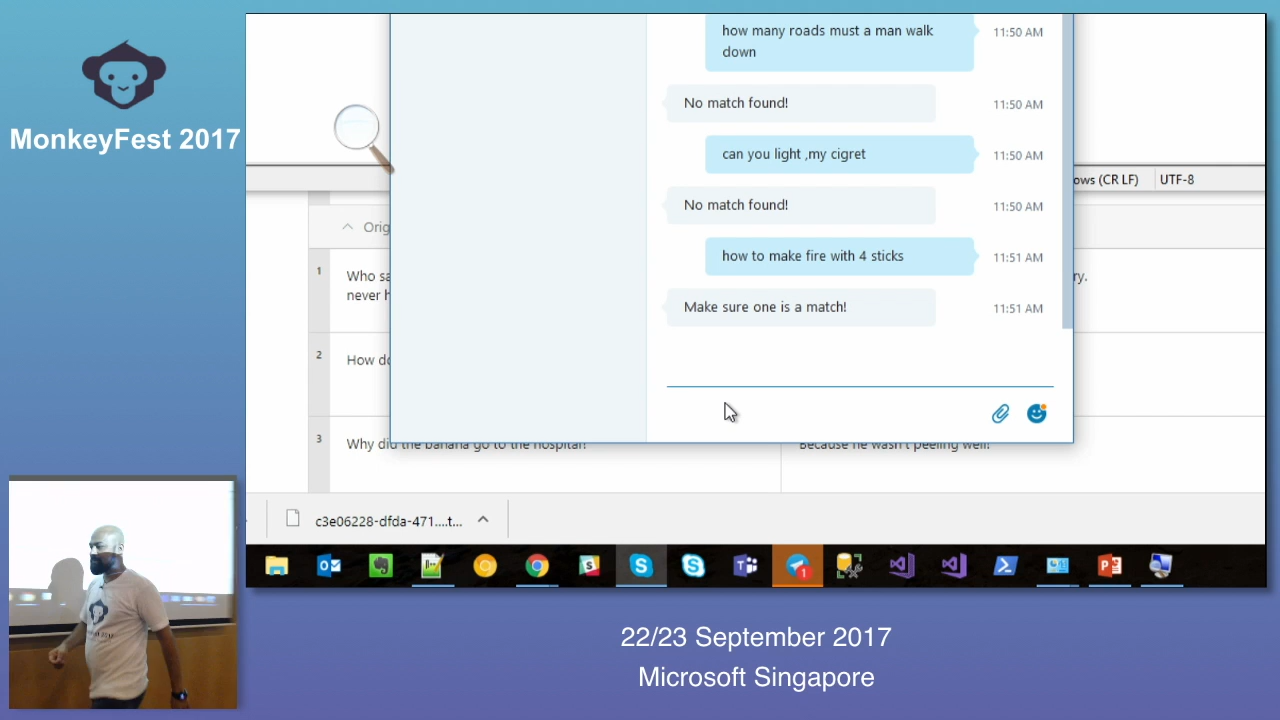 MonkeyFest 2017
how many roads must a man walk
down
11:50 AM
No match found!
11:50 AM
can you light ,my cigret
11:50 AM
No match found!
11:50 AM
how to make fire with 4 sticks
11:51 AM
Make sure one is a match!
11:51 AM
(CR LF)
UTF-8
1
Who
never
ry.
2
How
3
Why did the banana go to the hospital?
Because he wasn't peeling well!
c3e06228-dfda-471....t...
1
22/23 September 2017
Microsoft Singapore